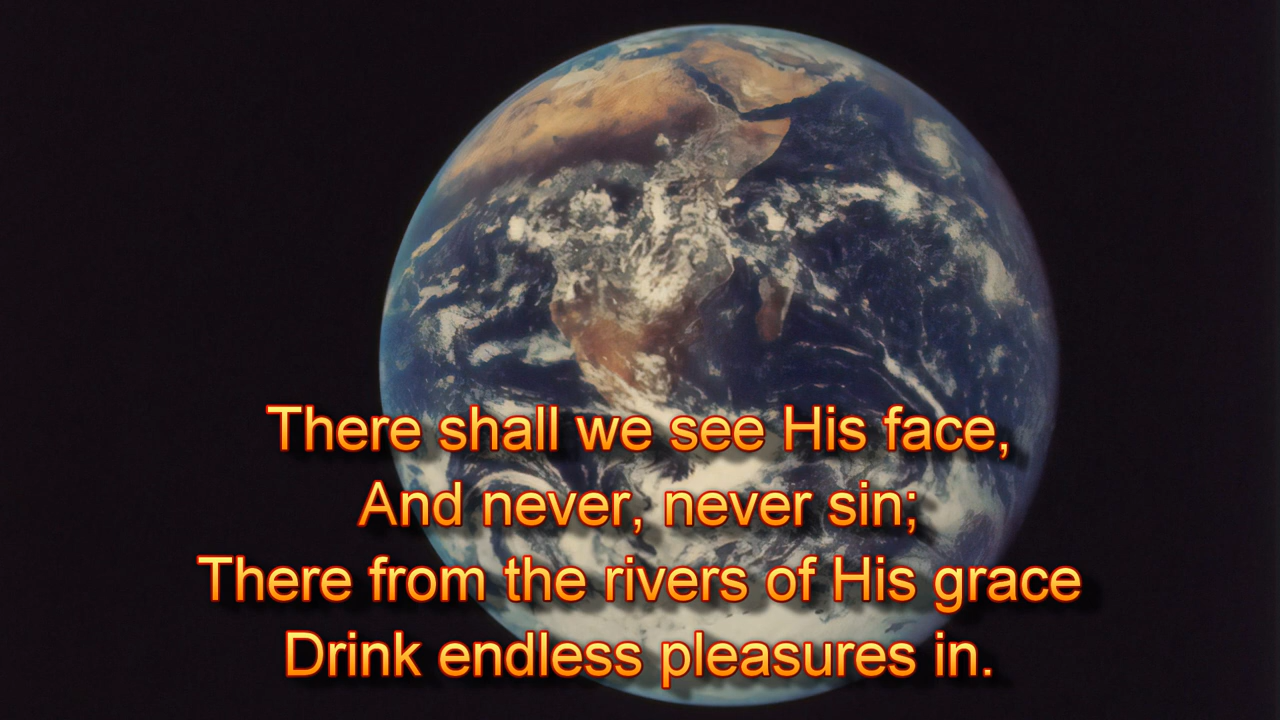 There shall we see His face,
And never, never sin;
There from the rivers of His grace
Drink endless pleasures in.